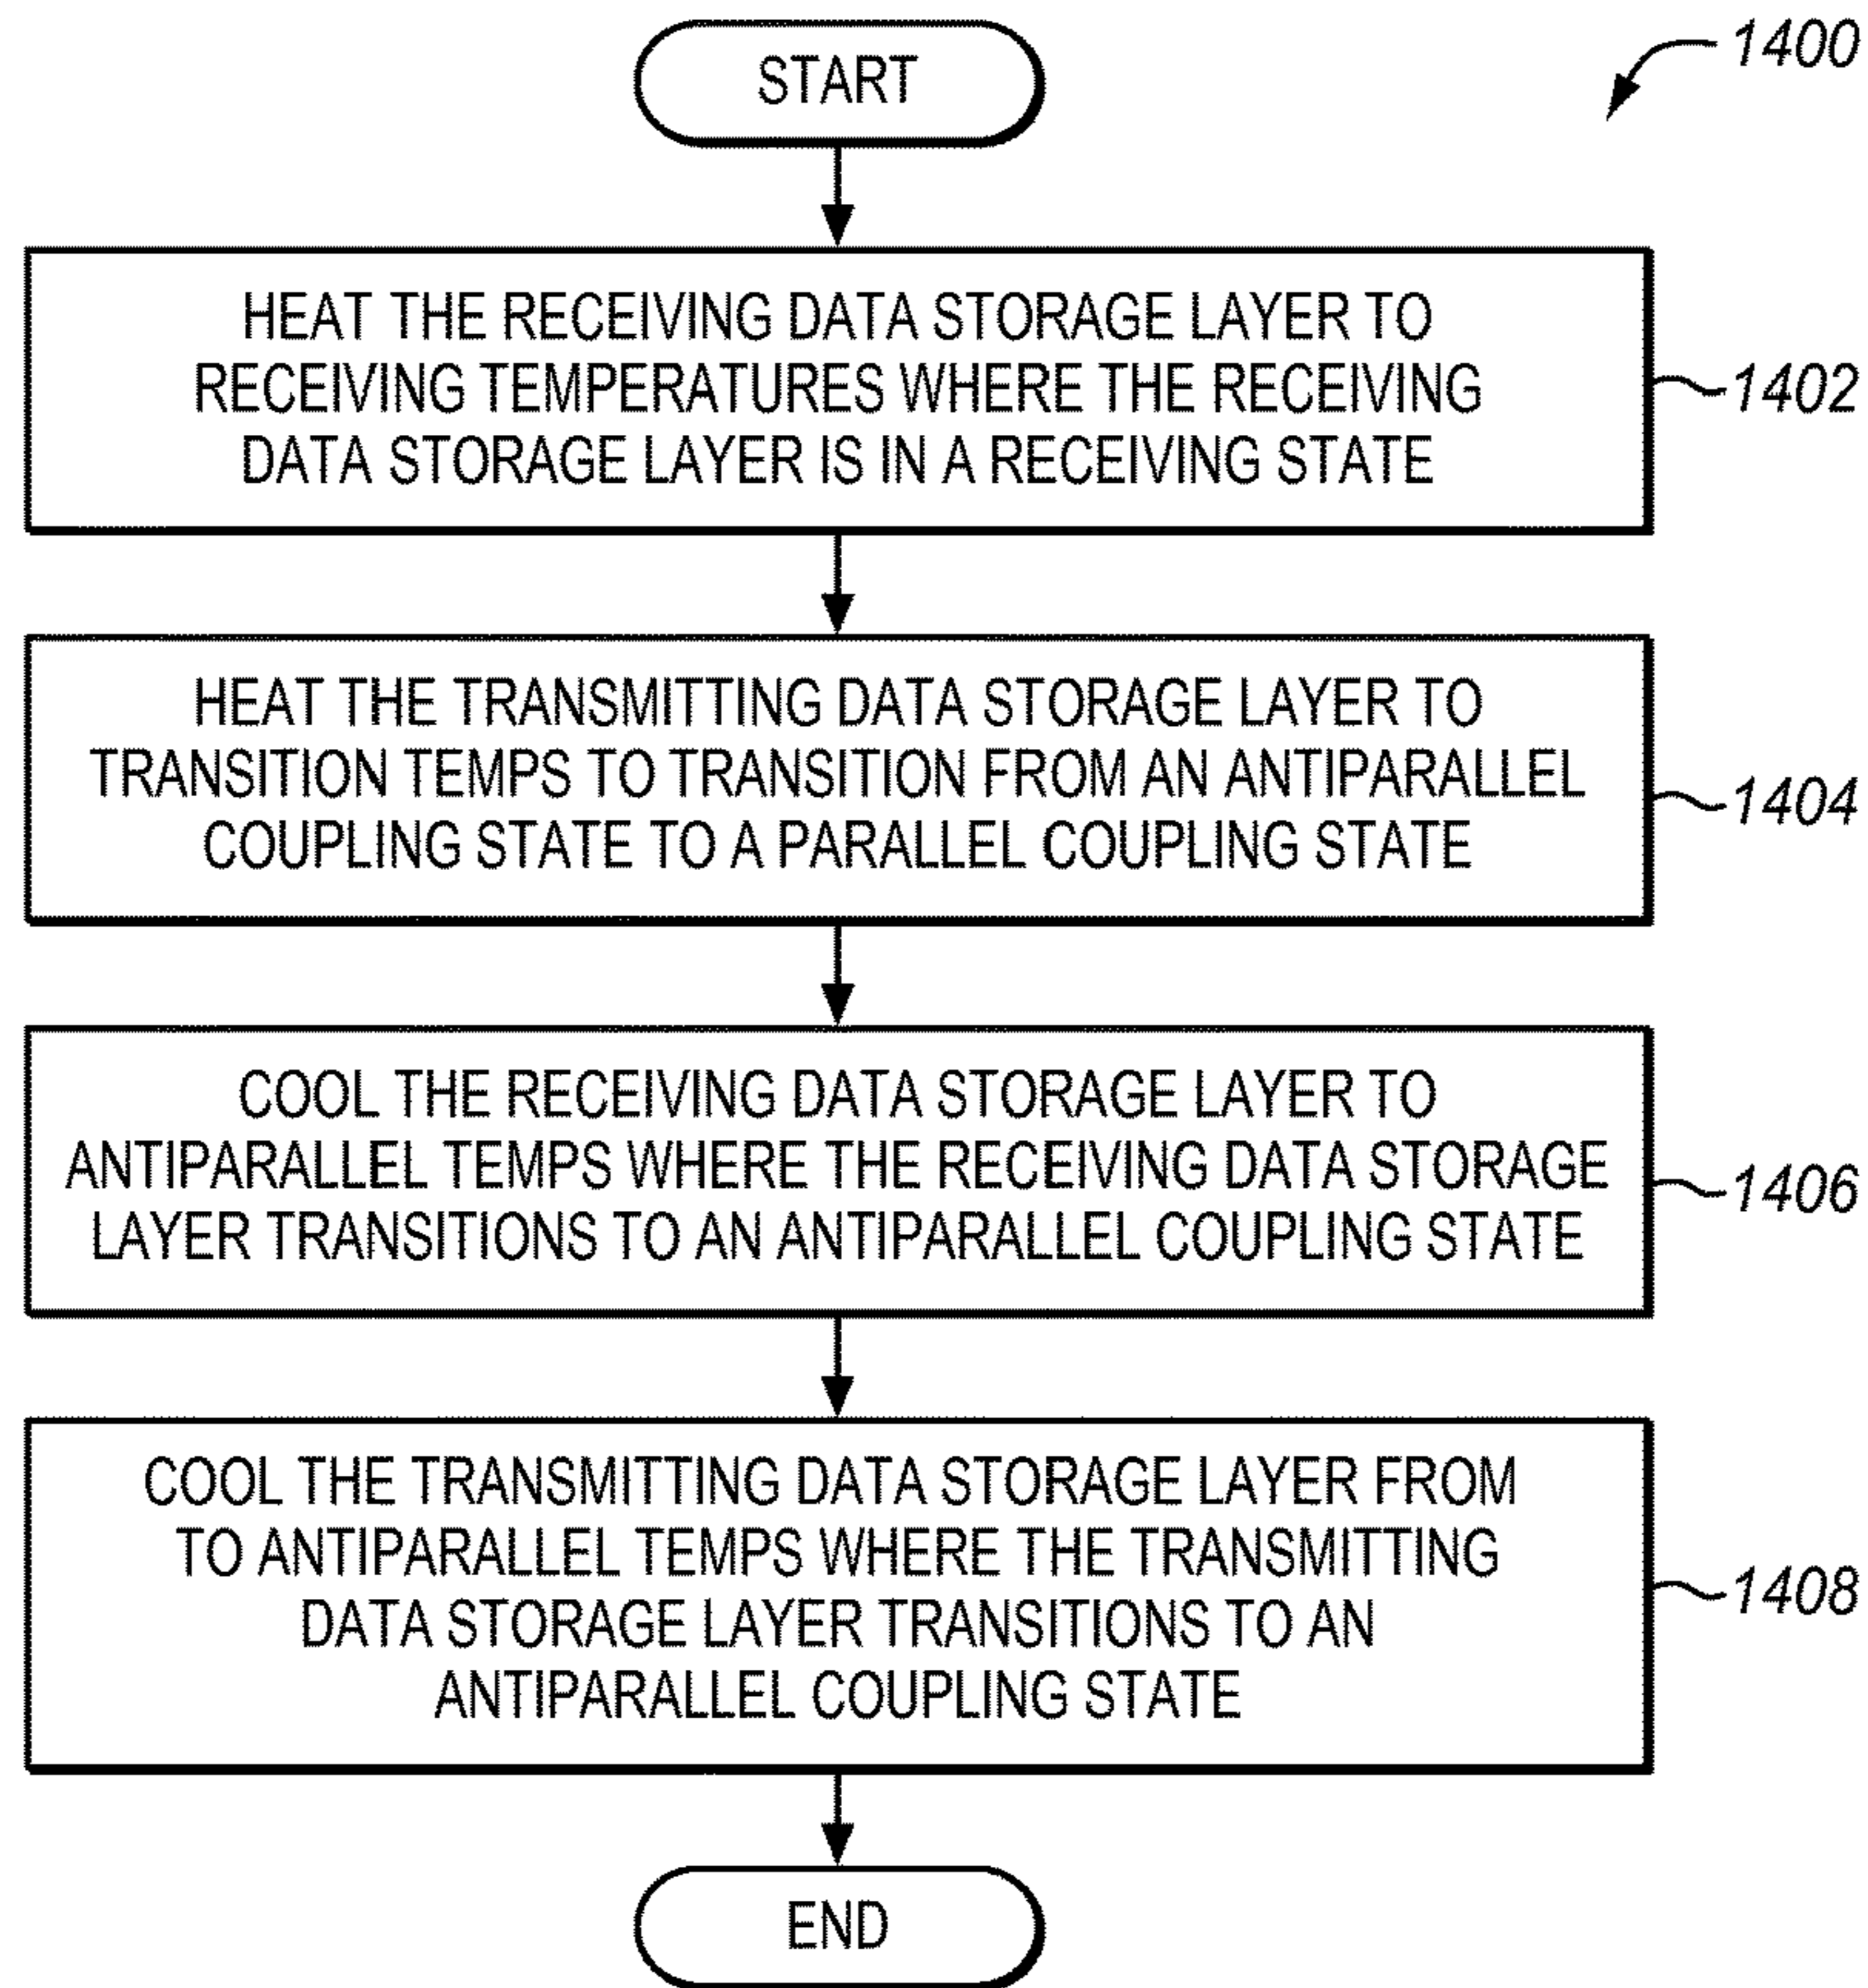 START
1400
HEAT THE RECEIVING DATA STORAGE LAYER TO
RECEIVING TEMPERATURES WHERE THE RECEIVING
DATA STORAGE LAYER IS IN A RECEIVING STATE
1402
HEAT THE TRANSMITTING DATA STORAGE LAYER TO
TRANSITION TEMPS TO TRANSITION FROM AN ANTIPARALLEL
COUPLING STATE TO A PARALLEL COUPLING STATE
1404
COOL THE RECEIVING DATA STORAGE LAYER TO
ANTIPARALLEL TEMPS WHERE THE RECEIVING DATA STORAGE
LAYER TRANSITIONS TO AN ANTIPARALLEL COUPLING STATE
1406
COOL THE TRANSMITTING DATA STORAGE LAYER FROM
TO ANTIPARALLEL TEMPS WHERE THE TRANSMITTING
DATA STORAGE LAYER TRANSITIONS TO AN
ANTIPARALLEL COUPLING STATE
1408
END